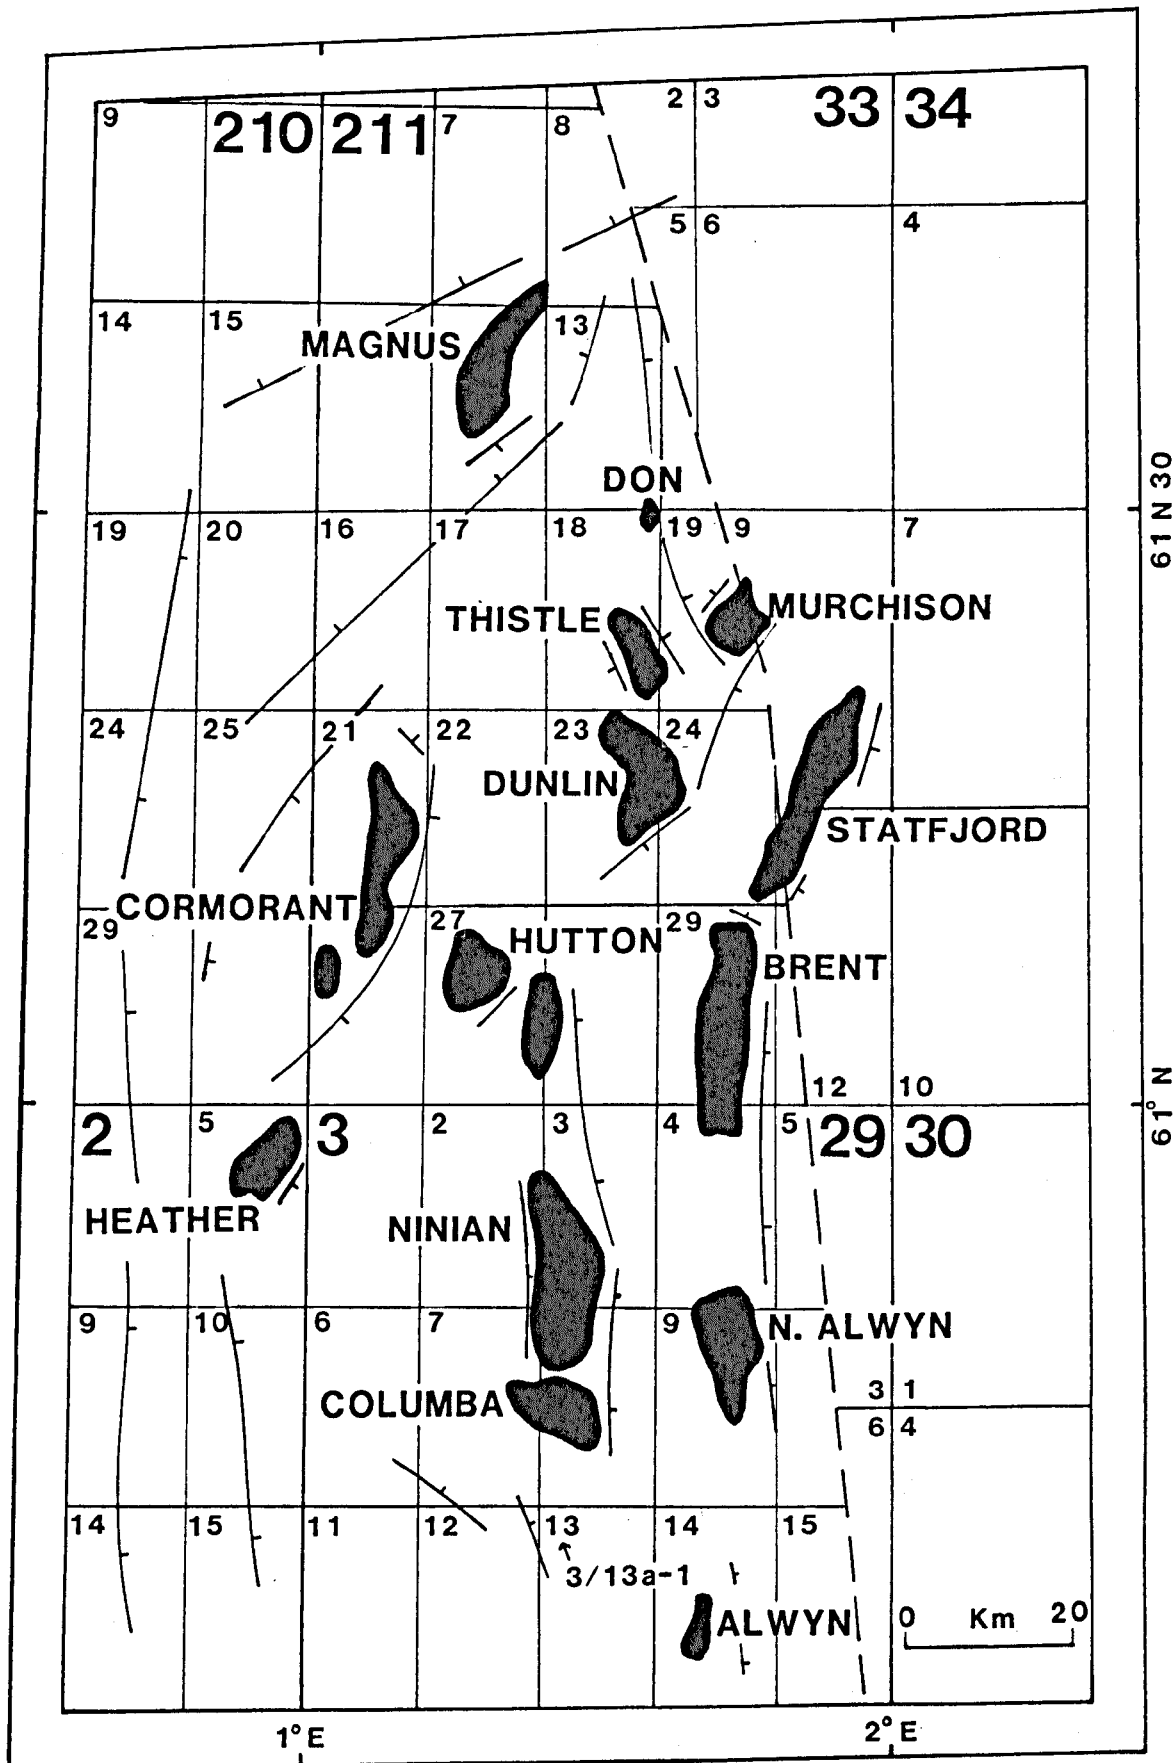 2 3
9 210 211 7 8 33 34
5 6 4
14 15 13
MAGNUS
DON
61 N 30
19 20 16 17 18 19 9 7
THISTLE MURCHISON
24 25 21 22 23 24
DUNLIN
STATFJORD
CORMORANT
29 27 HUTTON 29
BRENT
12 10
61° N
2 5 3 2 3 4 5 29 30
HEATHER NINIAN
9 10 6 7 9 N. ALWYN
3 1
COLUMBA
6 4
14 15 11 12 13 14 15
3/13a-1
ALWYN 0 Km 20
1° E 2° E